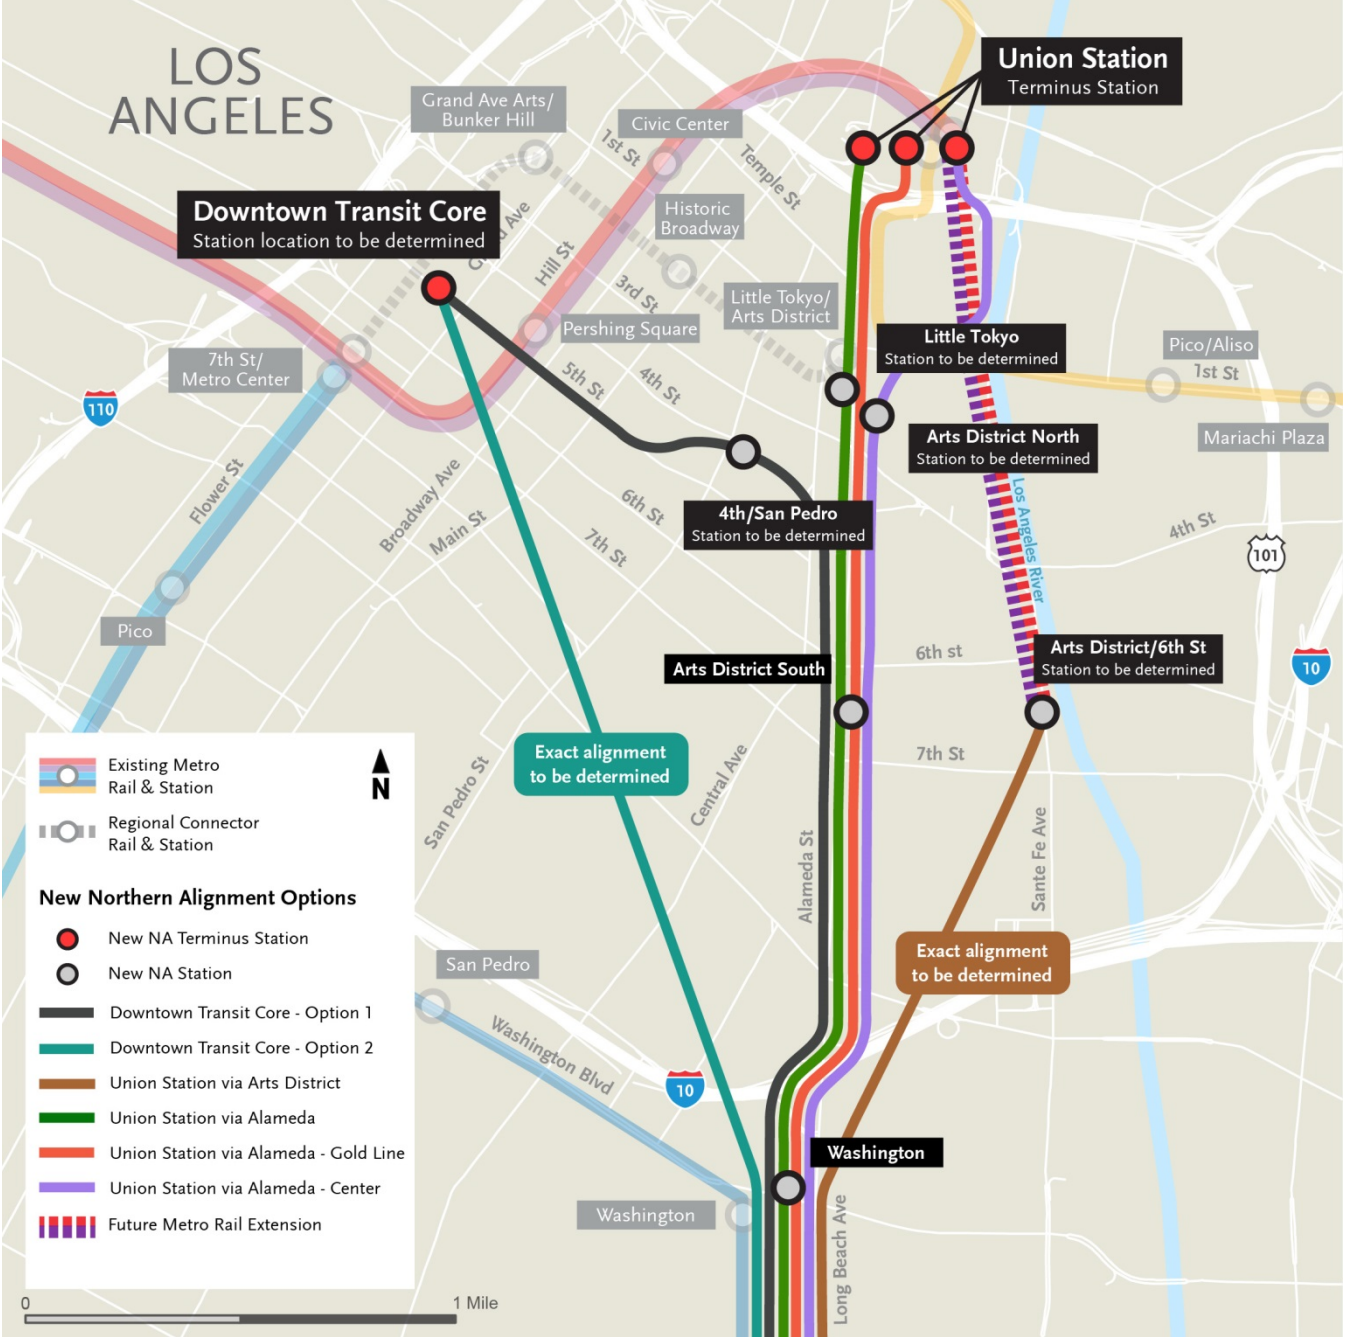 LOS
ANGELES
Union Station
Terminus Station
Grand Ave Arts/
Bunker Hill
Civic Center
1st St
Temple St
Downtown Transit Core
Station location to be determined
Historic
Broadway
Hill St
3rd St
Little Tokyo/
Arts District
Pershing Square
Little Tokyo
Station to be determined
Pico/Aliso
1st St
7th St/
Metro Center
5th St
4th St
110
Mariachi Plaza
Arts District North
Station to be determined
Flower St
Broadway Ave
Main St
6th St
7th St
4th/San Pedro
Station to be determined
Los Angeles River
4th St
101
Pico
Arts District South
6th st
Arts District/6th St
Station to be determined
10
Exact alignment
to be determined
7th St
San Pedro St
Central Ave
Alameda St
Sante Fe Ave
Existing Metro
Rail & Station
N
Regional Connector
Rail & Station
New Northern Alignment Options
New NA Terminus Station
New NA Station
Downtown Transit Core - Option 1
Downtown Transit Core - Option 2
Union Station via Arts District
Union Station via Alameda
Union Station via Alameda - Gold Line
Union Station via Alameda - Center
Future Metro Rail Extension
San Pedro
Exact alignment
to be determined
Washington Blvd
10
Washington
Washington
Long Beach Ave
0
1 Mile